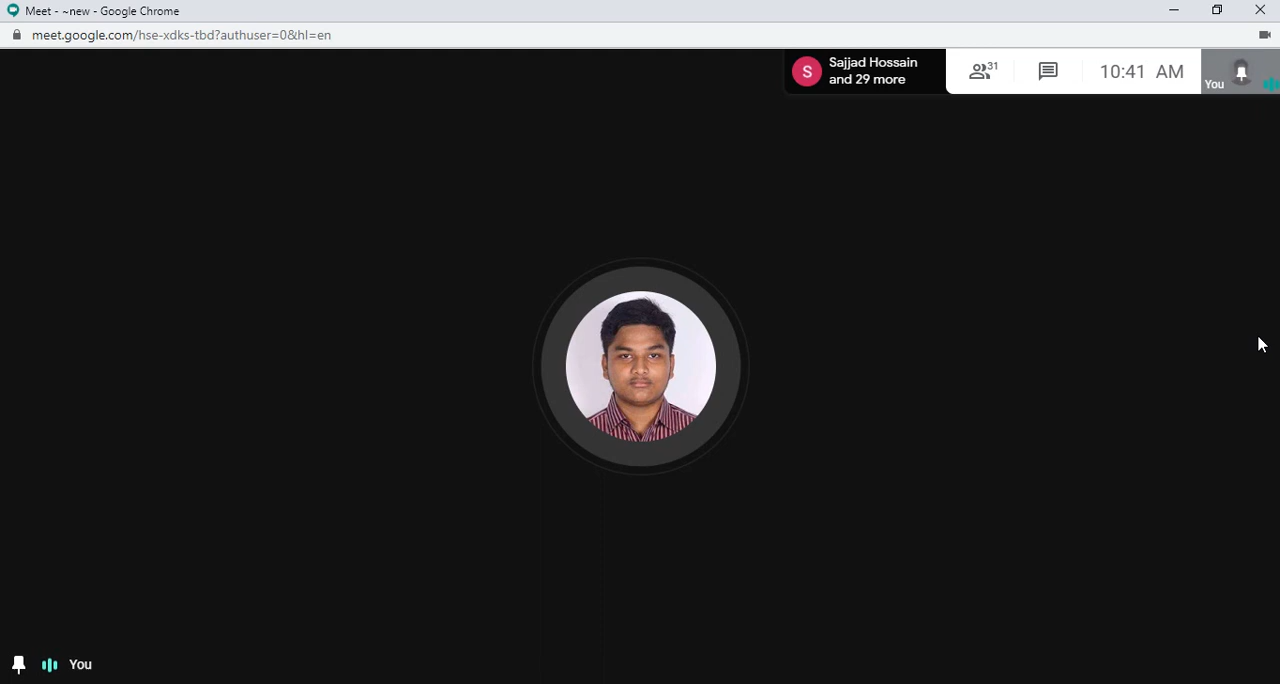 Meet - ~new - Google Chrome
meet.google.com/hse-xdks-tbd?authuser=0&hl=en
S
Sajjad Hossain
and 29 more
31
10:41 AM
You
You